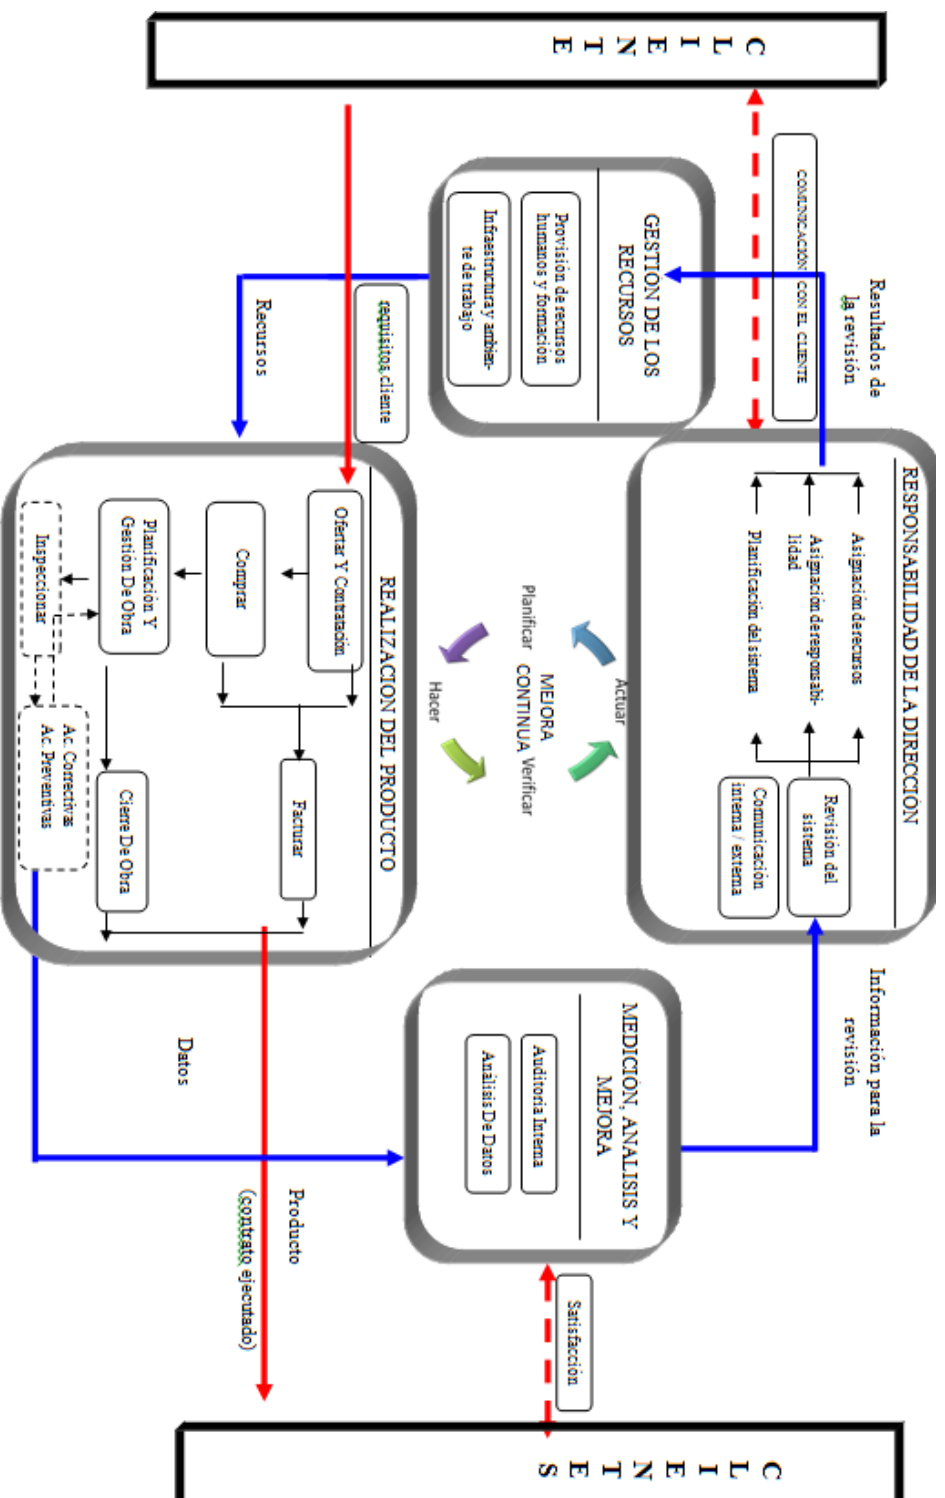 C L I E N T E
COMUNICACIÓN CON EL CLIENTE
Resultados de
la revisión
GESTION DE LOS
RECURSOS
Provisión de recursos
humanos y formación
Infraestructura y ambien-
te de trabajo
requisitos cliente
Recursos
RESPONSABILIDAD DE LA DIRECCIÓN
Asignación de recursos
Asignación de responsabi-
lidad
Planificación del sistema
Revisión del
sistema
Comunicación
interna / externa
Información para la
revisión
Actuar
Planificar
MEJORA
CONTINUA
Verificar
Hacer
REALIZACION DEL PRODUCTO
Ofertar Y Contratación
Comprar
Planificación Y
Gestión De Obra
Inspeccionar
Facturar
Cierre De Obra
Ac. Correctivas
Ac. Preventivas
MEDICIÓN, ANALISIS Y
MEJORA
Auditoria Interna
Análisis De Datos
Datos
Producto
(contrato ejecutado)
Satisfacción
C L I E N T E S